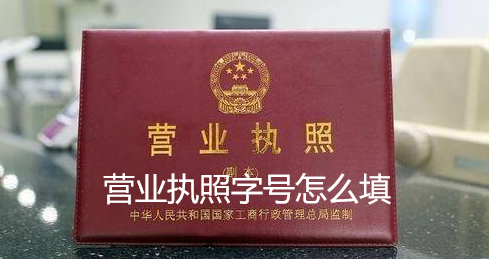 营业执照
(副本)
营业执照字号怎么填
中华人民共和国国家工商行政管理总局监制